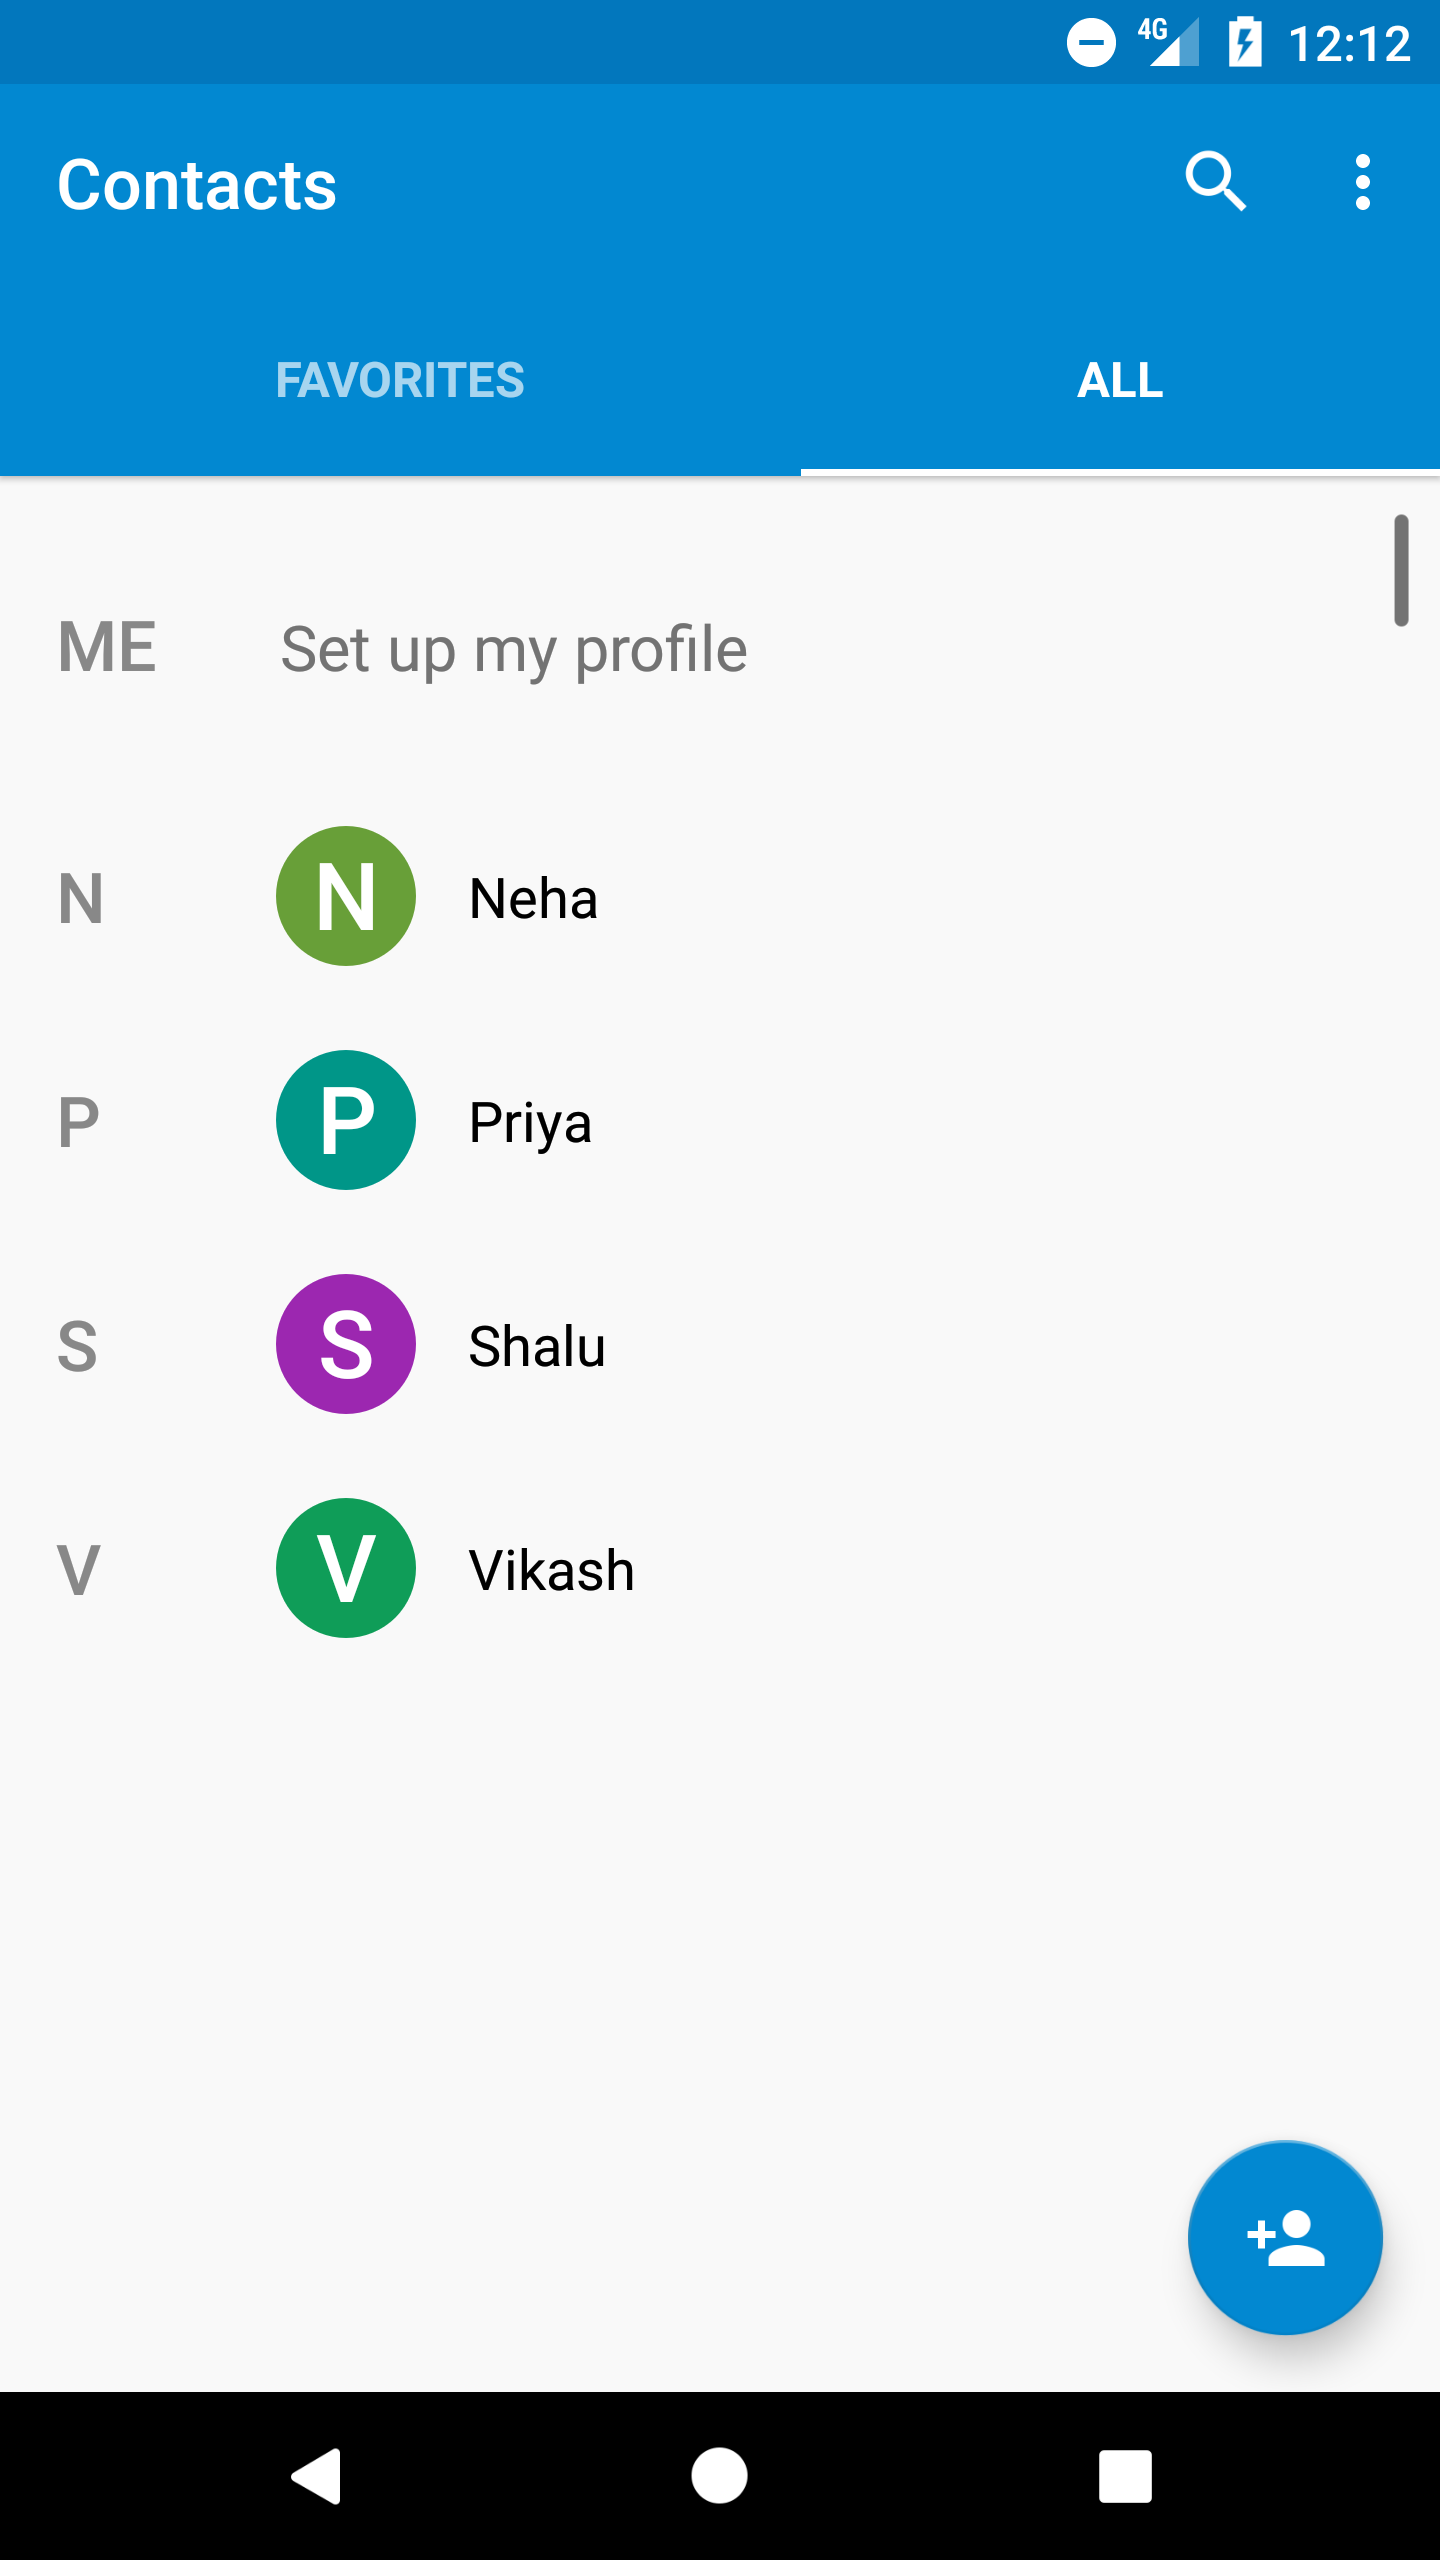 4G 12:12
Contacts
FAVORITES ALL
ME Set up my profile
N N Neha
P P Priya
S S Shalu
V V Vikash